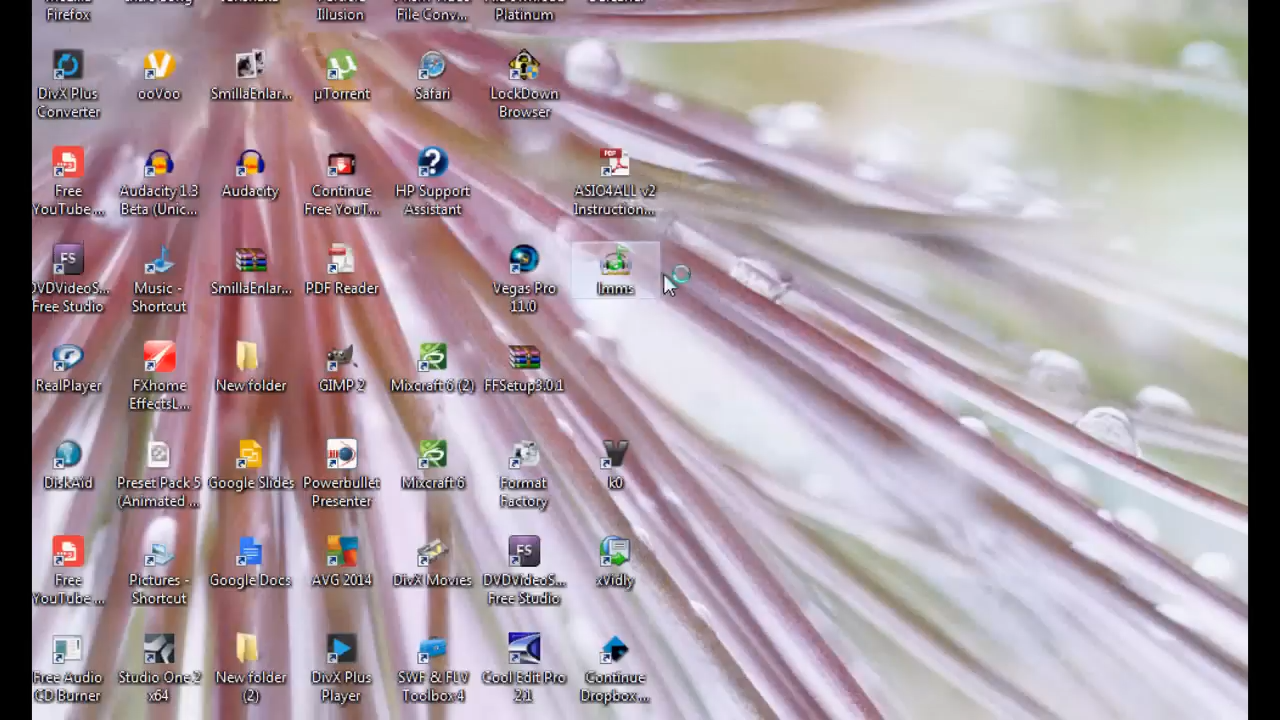 Firefox
Illusion
File Conv...
Platinum
DivX Plus
Converter
ooVoo
SmillaEnlar...
µTorrent
Safari
LockDown
Browser
Free
YouTube ...
Audacity 1.3
Beta (Unic...
Audacity
Continue
Free YouT...
HP Support
Assistant
ASIO4ALL v2
Instruction...
DVDVideoS...
Free Studio
Music -
Shortcut
SmillaEnlar...
PDF Reader
Vegas Pro
11.0
lmms
RealPlayer
FXhome
EffectsL...
New folder
GIMP 2
Mixcraft 6 (2)
FFSetup3.0.1
DiskAid
Preset Pack 5
(Animated ...
Google Slides
Powerbullet
Presenter
Mixcraft 6
Format
Factory
k0
Free
YouTube ...
Pictures -
Shortcut
Google Docs
AVG 2014
DivX Movies
DVDVideoS...
Free Studio
xVidly
Free Audio
CD Burner
Studio One 2
x64
New folder
(2)
DivX Plus
Player
SWF & FLV
Toolbox 4
Cool Edit Pro
2.1
Continue
Dropbox ...